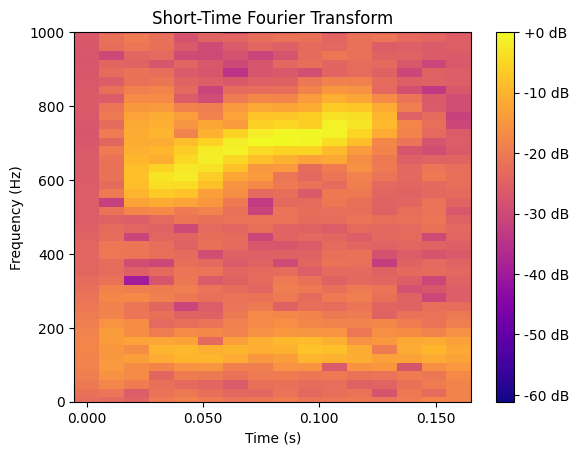 Short-Time Fourier Transform
Frequency (Hz)
1000
800
600
400
200
0
0.000
0.050
0.100
0.150
Time (s)
+0 dB
-10 dB
-20 dB
-30 dB
-40 dB
-50 dB
-60 dB